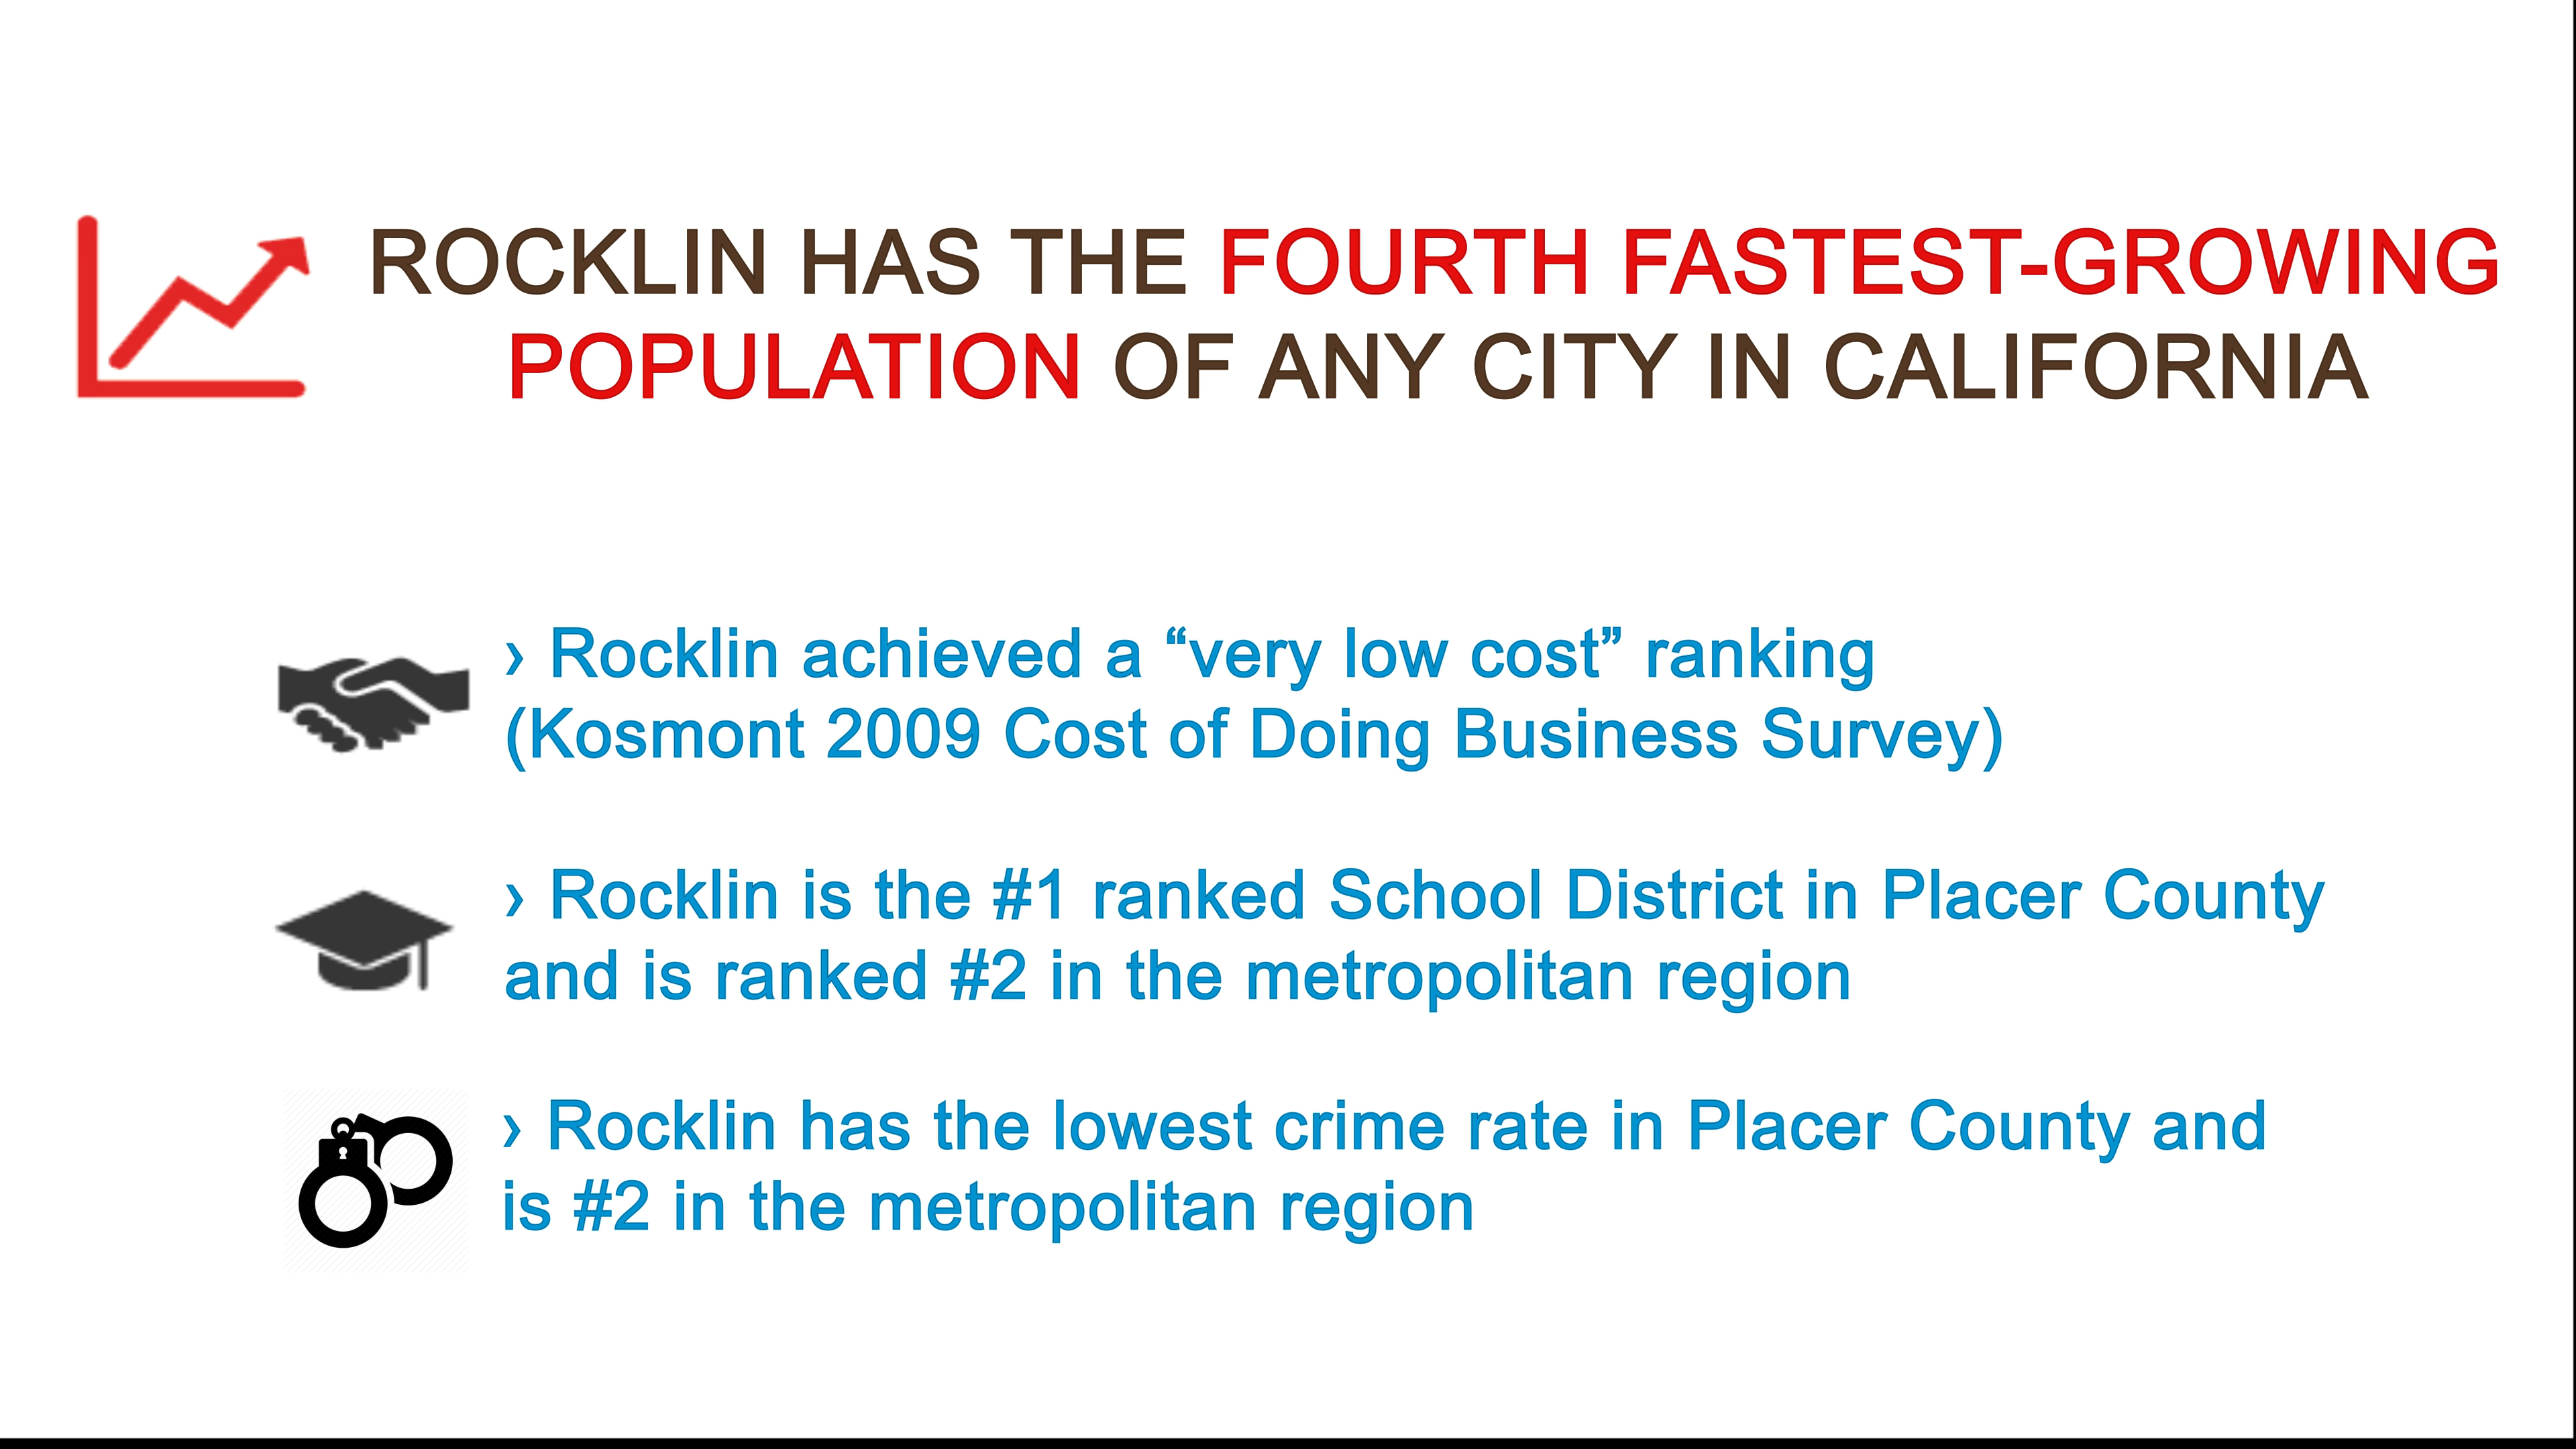 ROCKLIN HAS THE FOURTH FASTEST-GROWING
POPULATION OF ANY CITY IN CALIFORNIA
› Rocklin achieved a “very low cost” ranking
(Kosmont 2009 Cost of Doing Business Survey)
› Rocklin is the #1 ranked School District in Placer County
and is ranked #2 in the metropolitan region
› Rocklin has the lowest crime rate in Placer County and
is #2 in the metropolitan region